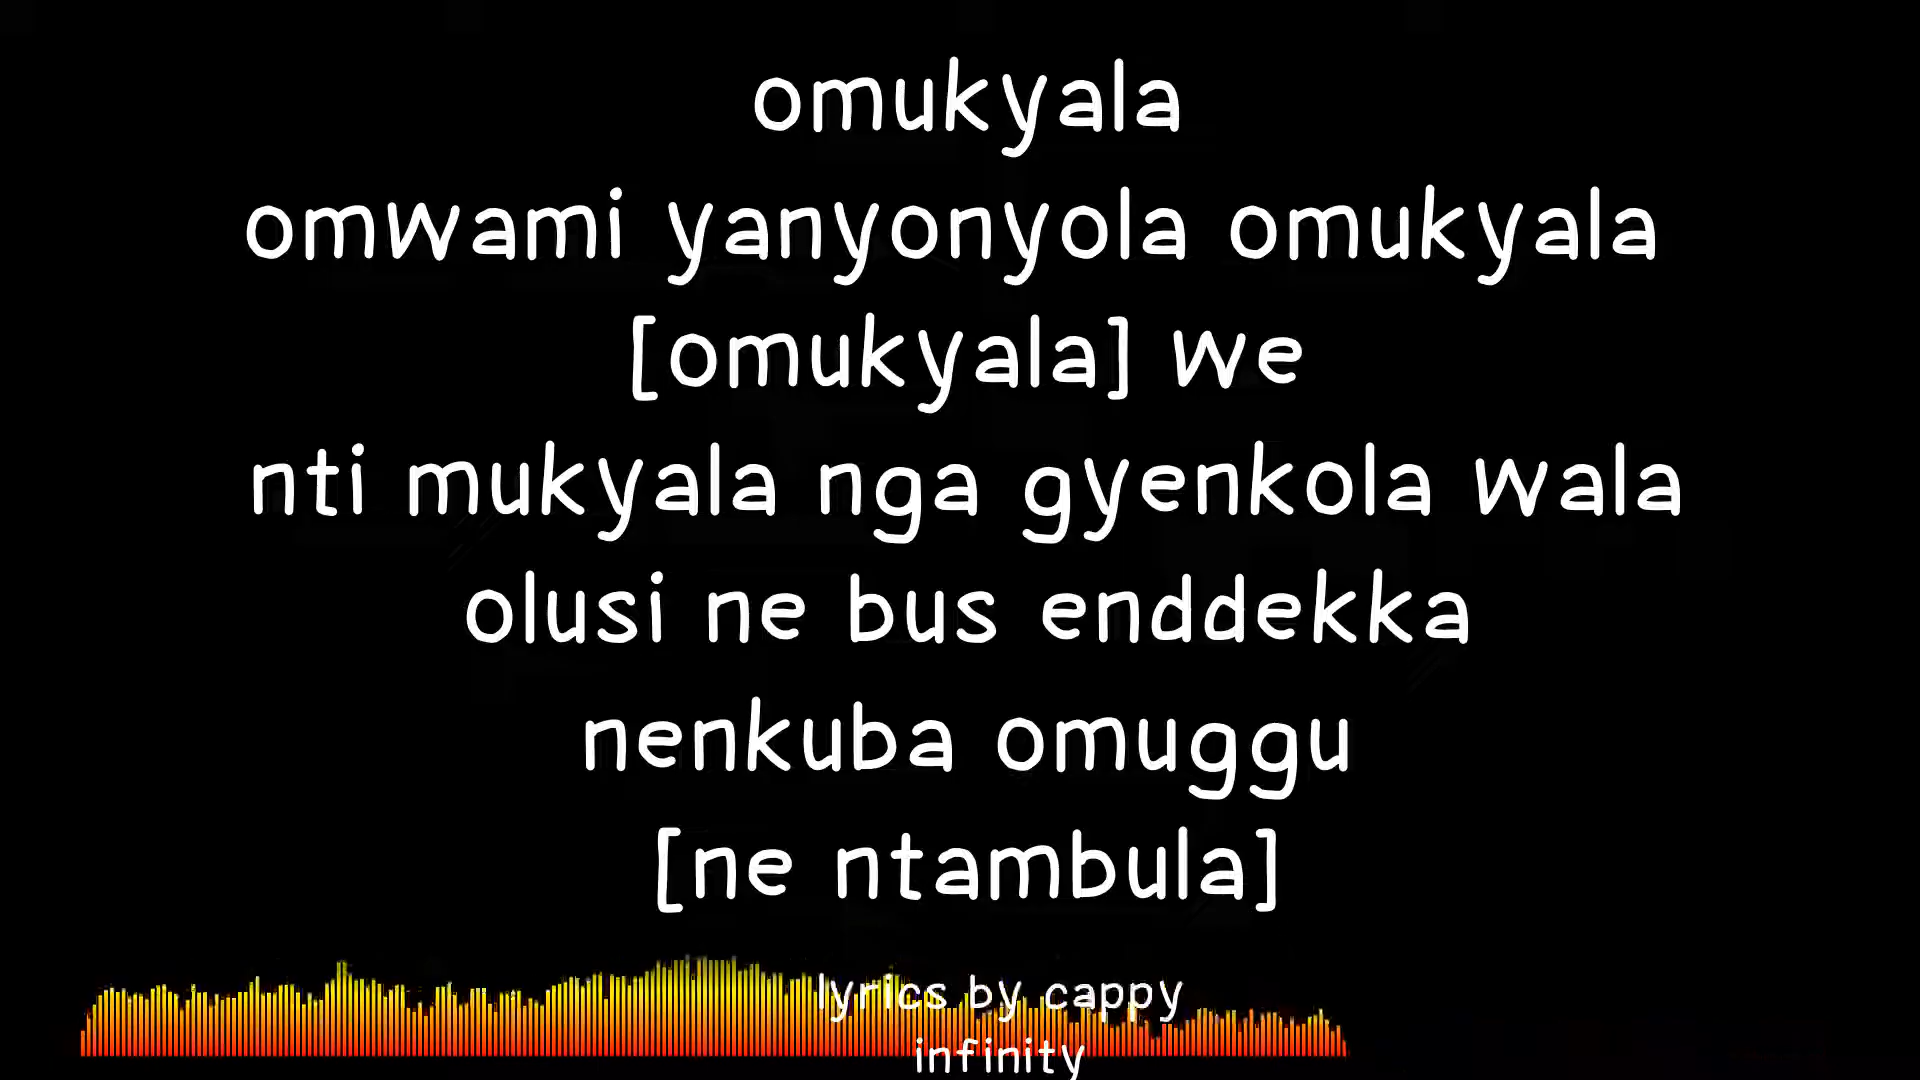 omukyala
omwami yanyonyola omukyala
[omukyala] we
nti mukyala nga gyenkola wala
olusi ne bus enddekka
nenkuba omuggu
[ne ntambula]
lyrics by cappy
infinity